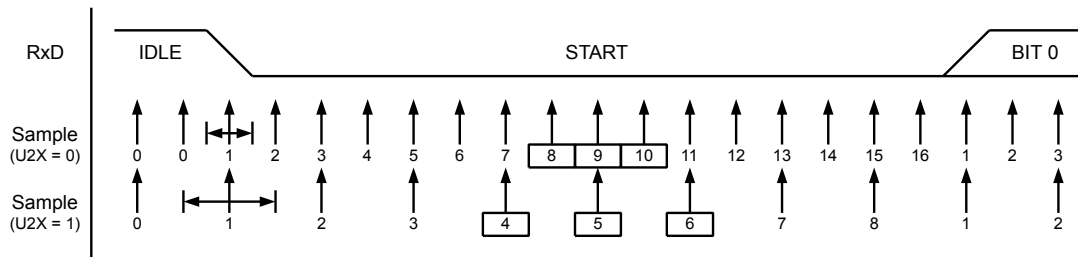 RxD IDLE START BIT 0
Sample
(U2X = 0) 0 0 1 2 3 4 5 6 7 8 9 10 11 12 13 14 15 16 1 2 3
Sample
(U2X = 1) 0 1 2 3 4 5 6 7 8 1 2